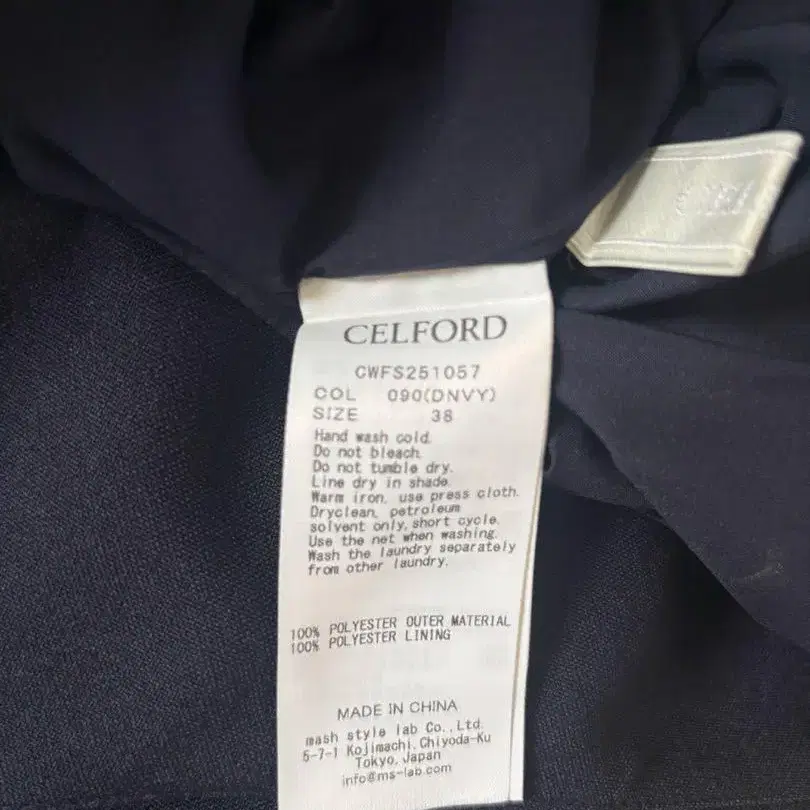 CELFORD
CWFS251057
COL 090(DNVY)
SIZE 38
Hand wash cold.
Do not bleach.
Do not tumble dry.
Line dry in shade.
Warm iron, use press cloth.
Dryclean, petroleum
solvent only, short cycle.
Use the net when washing.
Wash the laundry separately
from other laundry.
100% POLYESTER OUTER MATERIAL
100% POLYESTER LINING
MADE IN CHINA
mash style lab Co., Ltd.
5-7-1 Kojimachi, Chiyoda-Ku
Tokyo, Japan
info@ms-lab.com